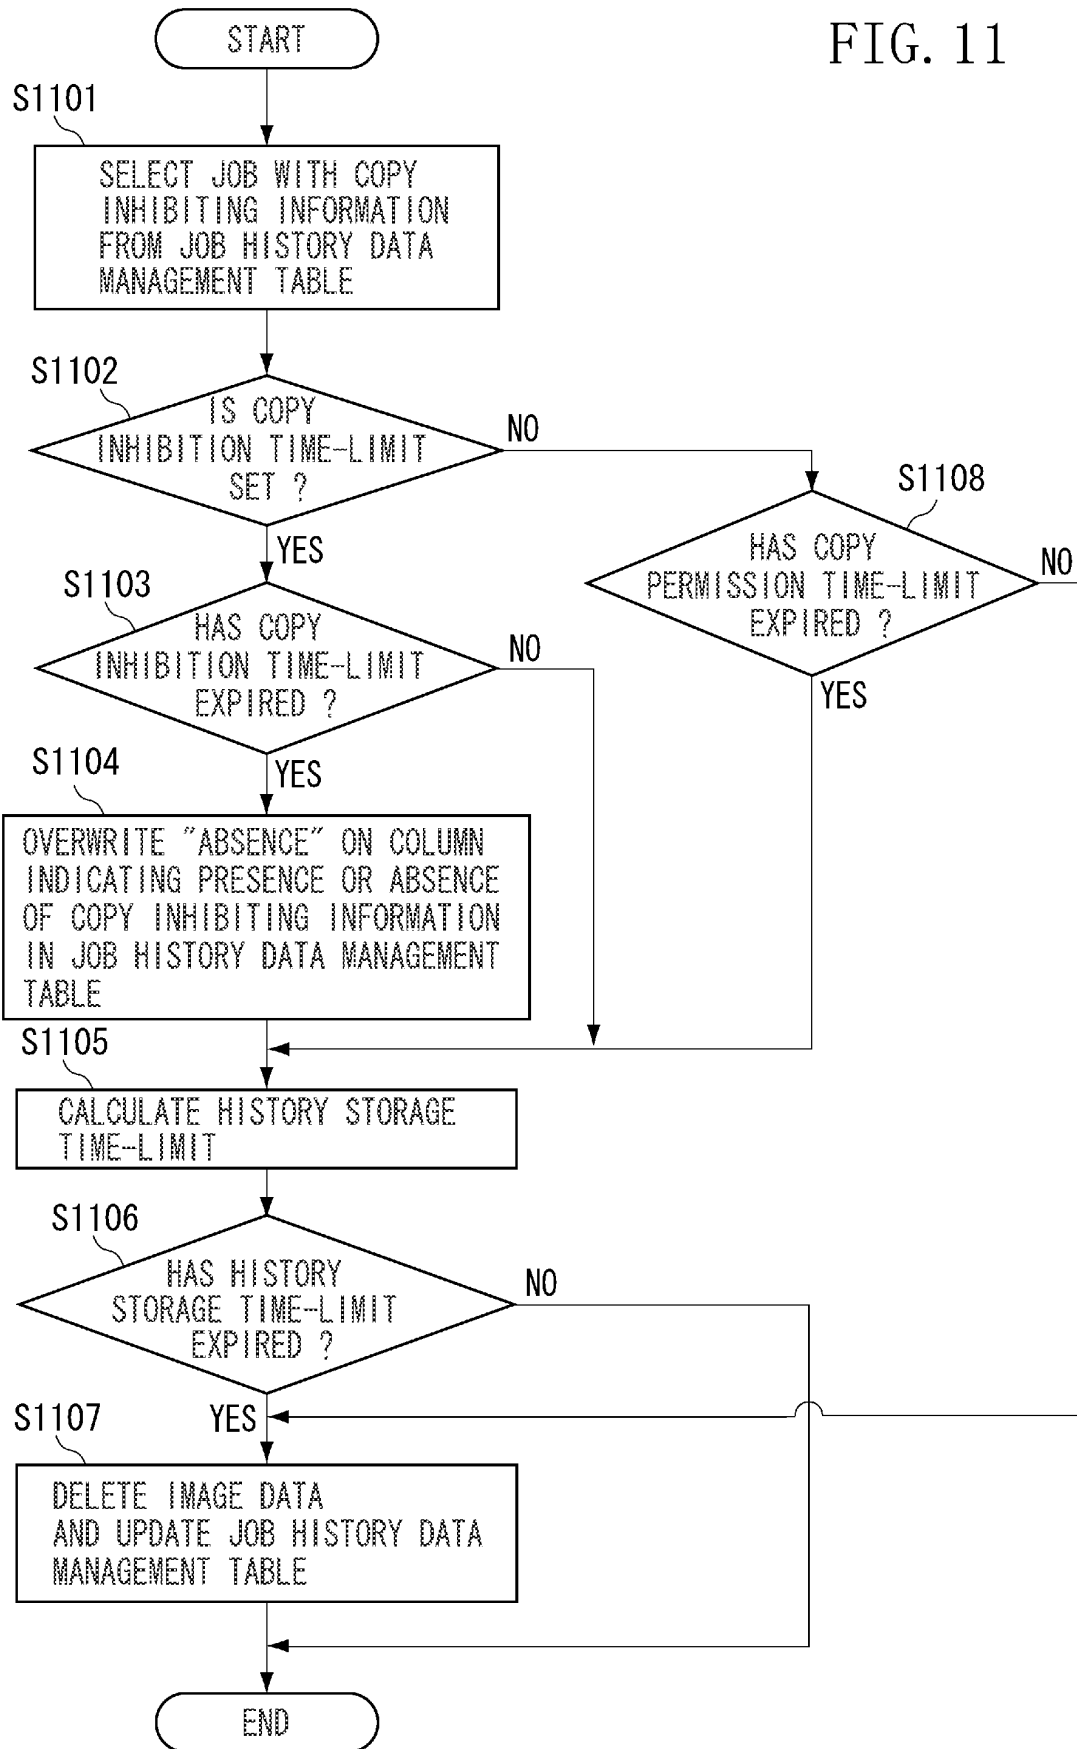 FIG. 11
START
S1101
SELECT JOB WITH COPY
INHIBITING INFORMATION
FROM JOB HISTORY DATA
MANAGEMENT TABLE
S1102
IS COPY
INHIBITION TIME-LIMIT
SET ?
NO
YES
S1108
HAS COPY
PERMISSION TIME-LIMIT
EXPIRED ?
NO
YES
S1103
HAS COPY
INHIBITION TIME-LIMIT
EXPIRED ?
NO
YES
S1104
OVERWRITE "ABSENCE" ON COLUMN
INDICATING PRESENCE OR ABSENCE
OF COPY INHIBITING INFORMATION
IN JOB HISTORY DATA MANAGEMENT
TABLE
S1105
CALCULATE HISTORY STORAGE
TIME-LIMIT
S1106
HAS HISTORY
STORAGE TIME-LIMIT
EXPIRED ?
NO
YES
S1107
DELETE IMAGE DATA
AND UPDATE JOB HISTORY DATA
MANAGEMENT TABLE
END